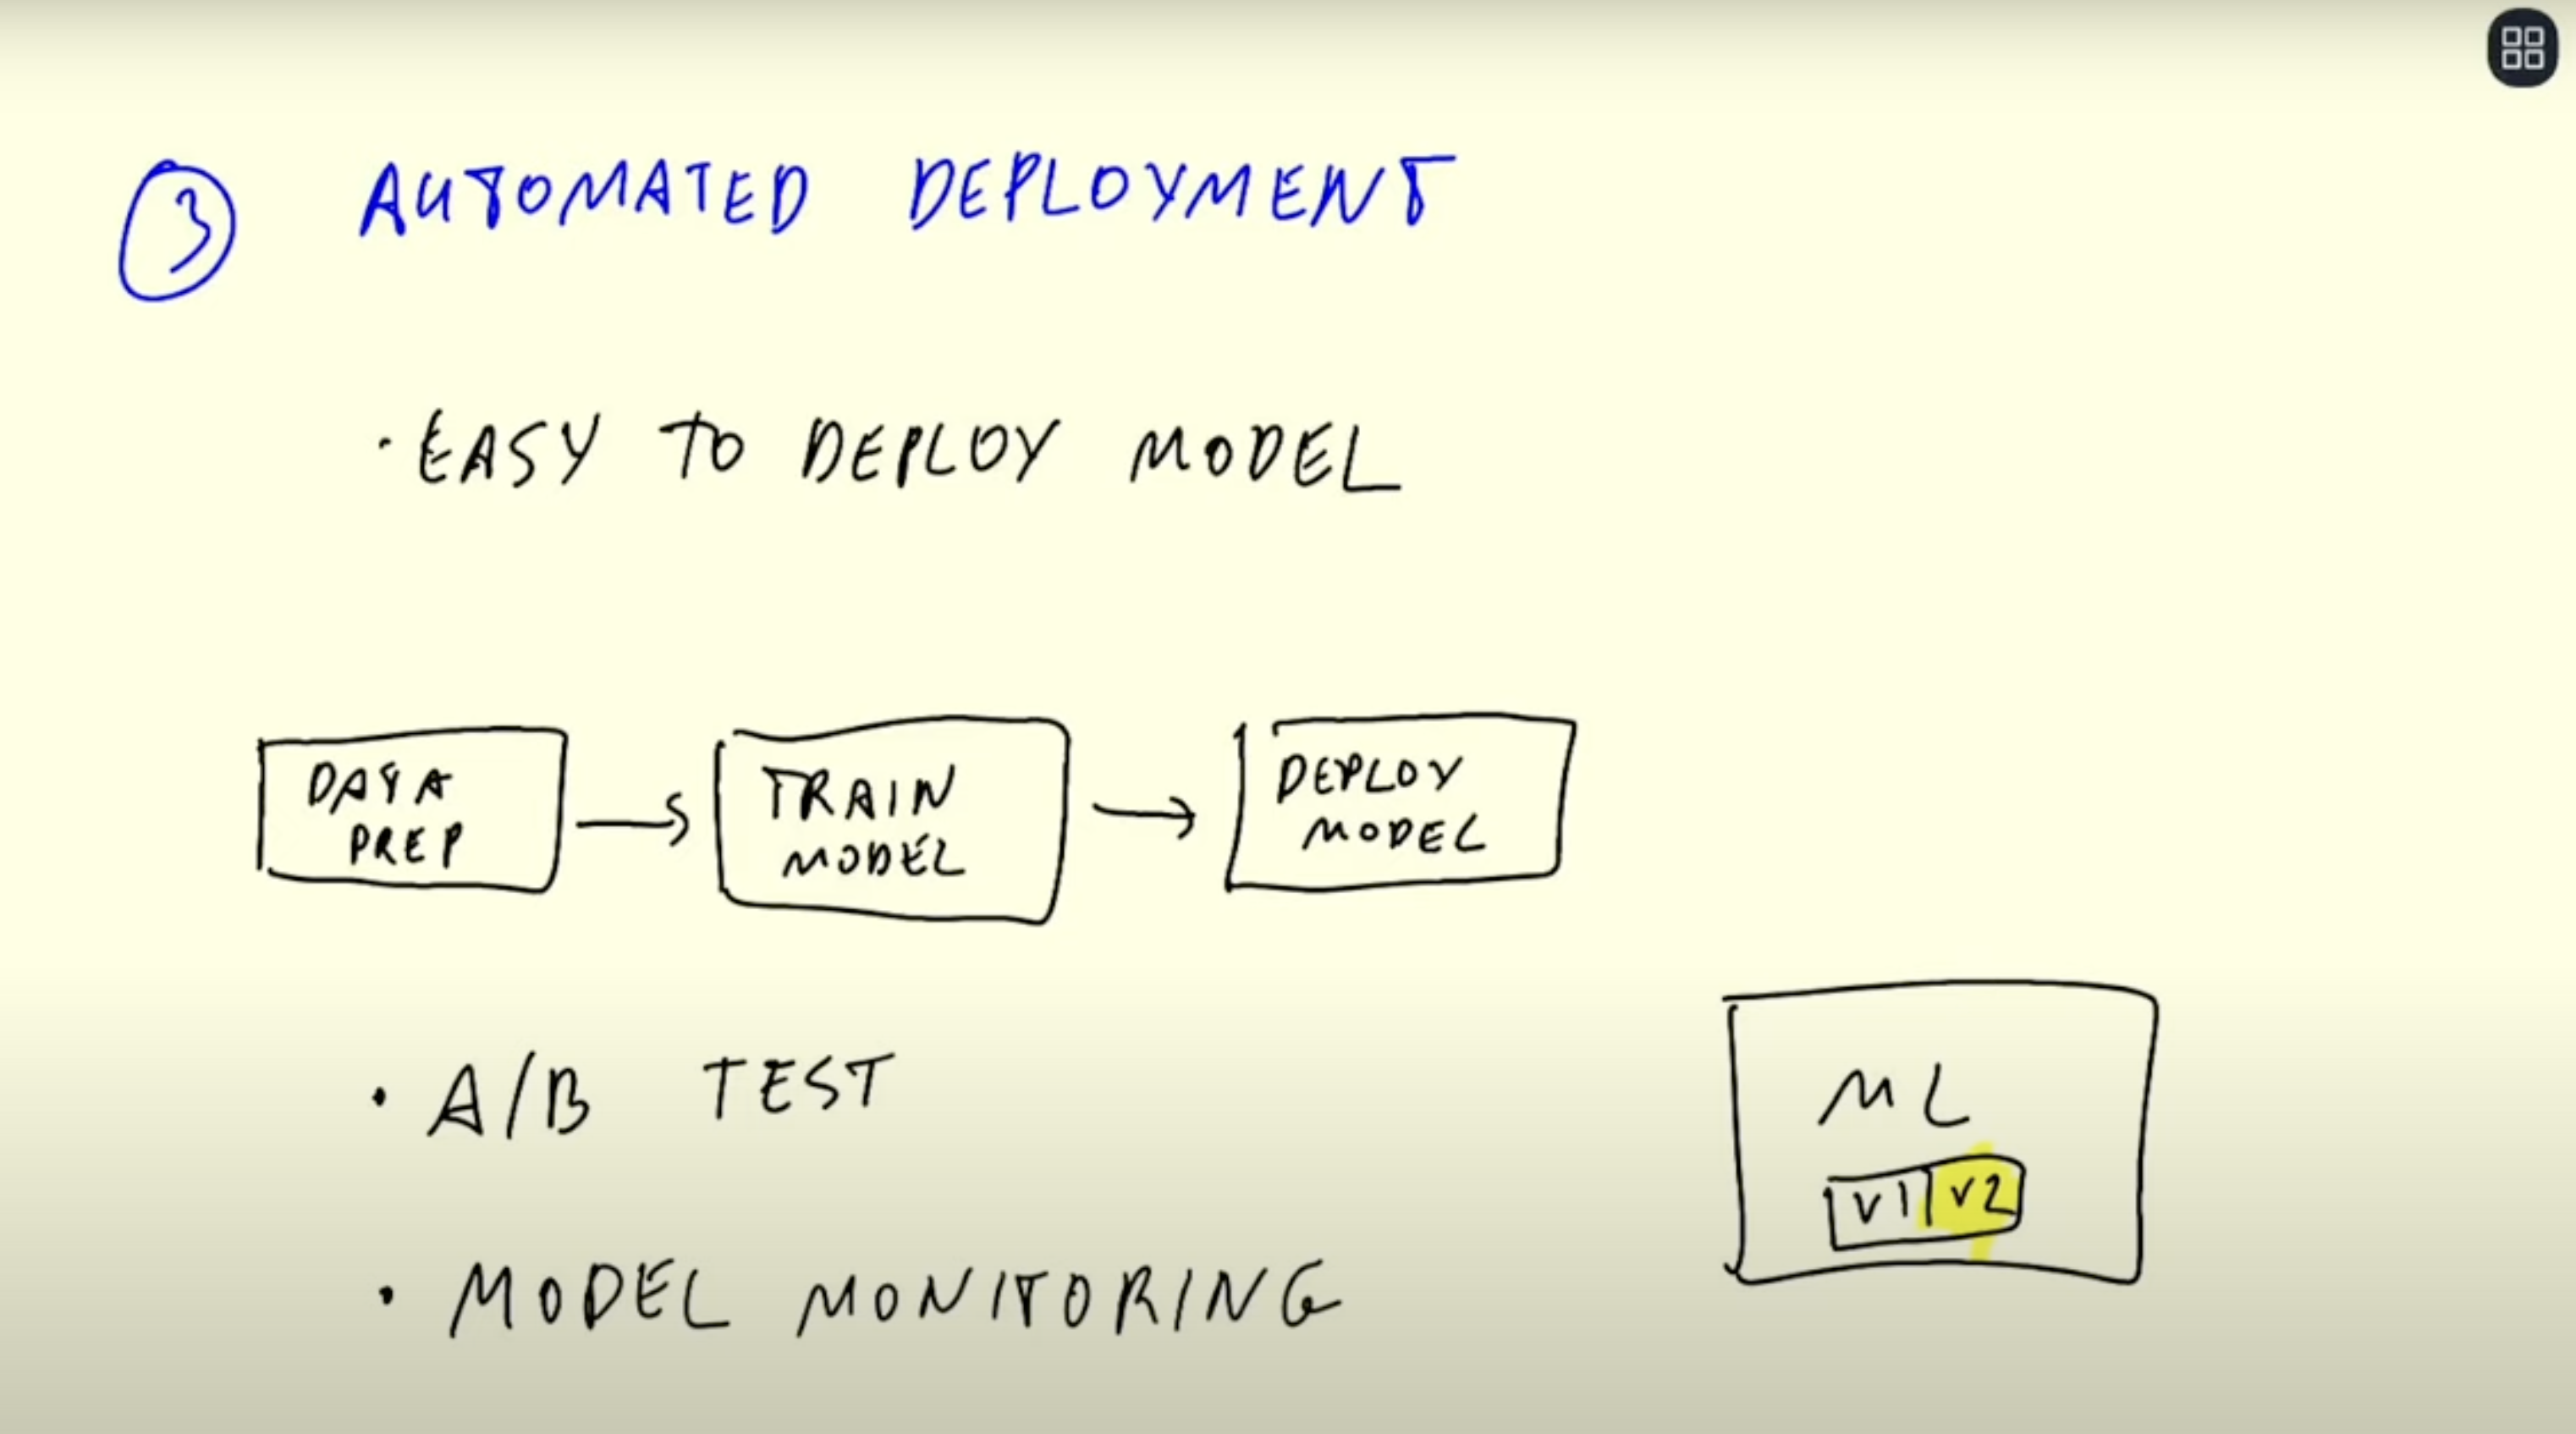 3 AUTOMATED DEPLOYMENT
· EASY TO DEPLOY MODEL
DATA
PREP
TRAIN
MODEL
DEPLOY
MODEL
· A/B TEST
· MODEL MONITORING
ML
V1 V2